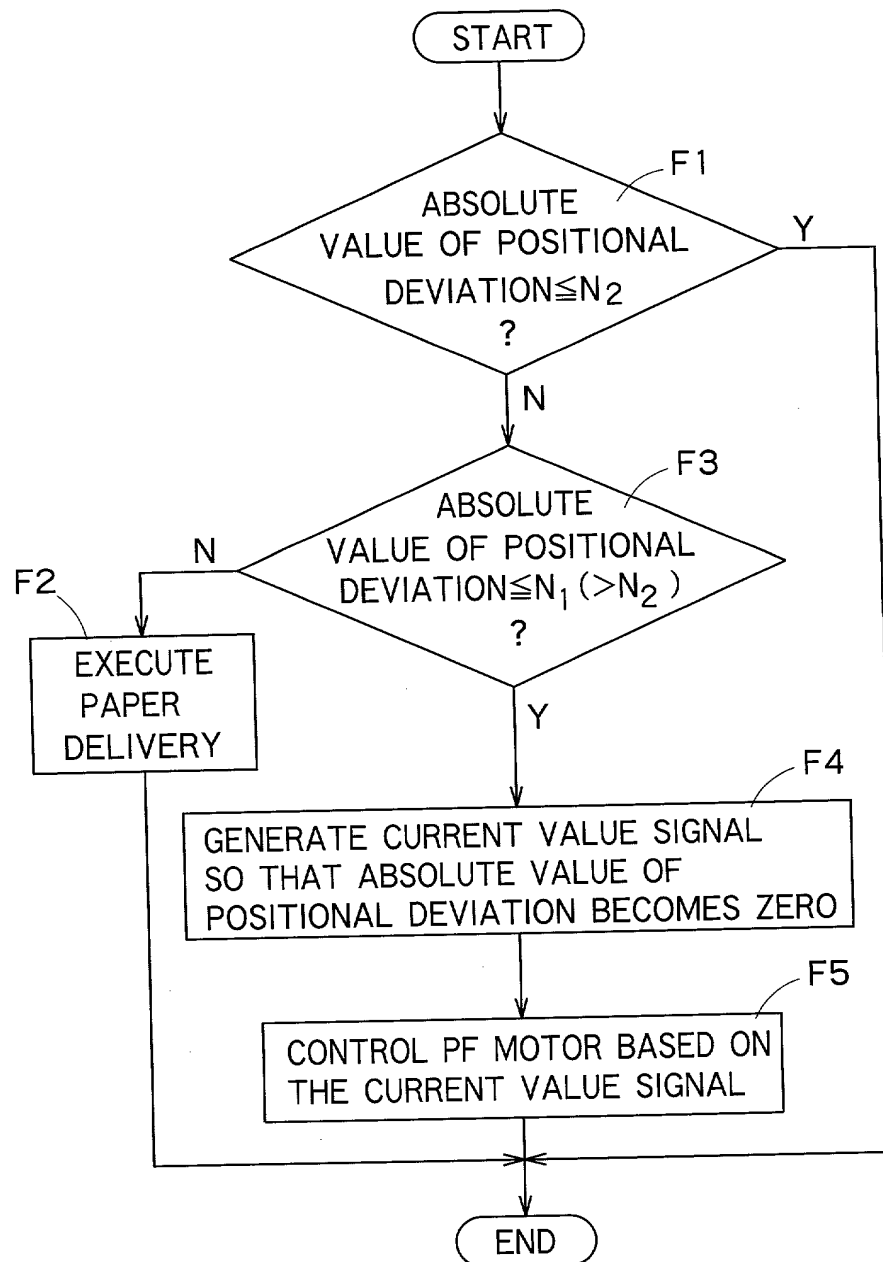 START
F1
ABSOLUTE
VALUE OF POSITIONAL
DEVIATION≦N2
?
Y
N
F3
ABSOLUTE
VALUE OF POSITIONAL
DEVIATION≦N1(>N2)
?
N
Y
F2
EXECUTE
PAPER
DELIVERY
F4
GENERATE CURRENT VALUE SIGNAL
SO THAT ABSOLUTE VALUE OF
POSITIONAL DEVIATION BECOMES ZERO
F5
CONTROL PF MOTOR BASED ON
THE CURRENT VALUE SIGNAL
END